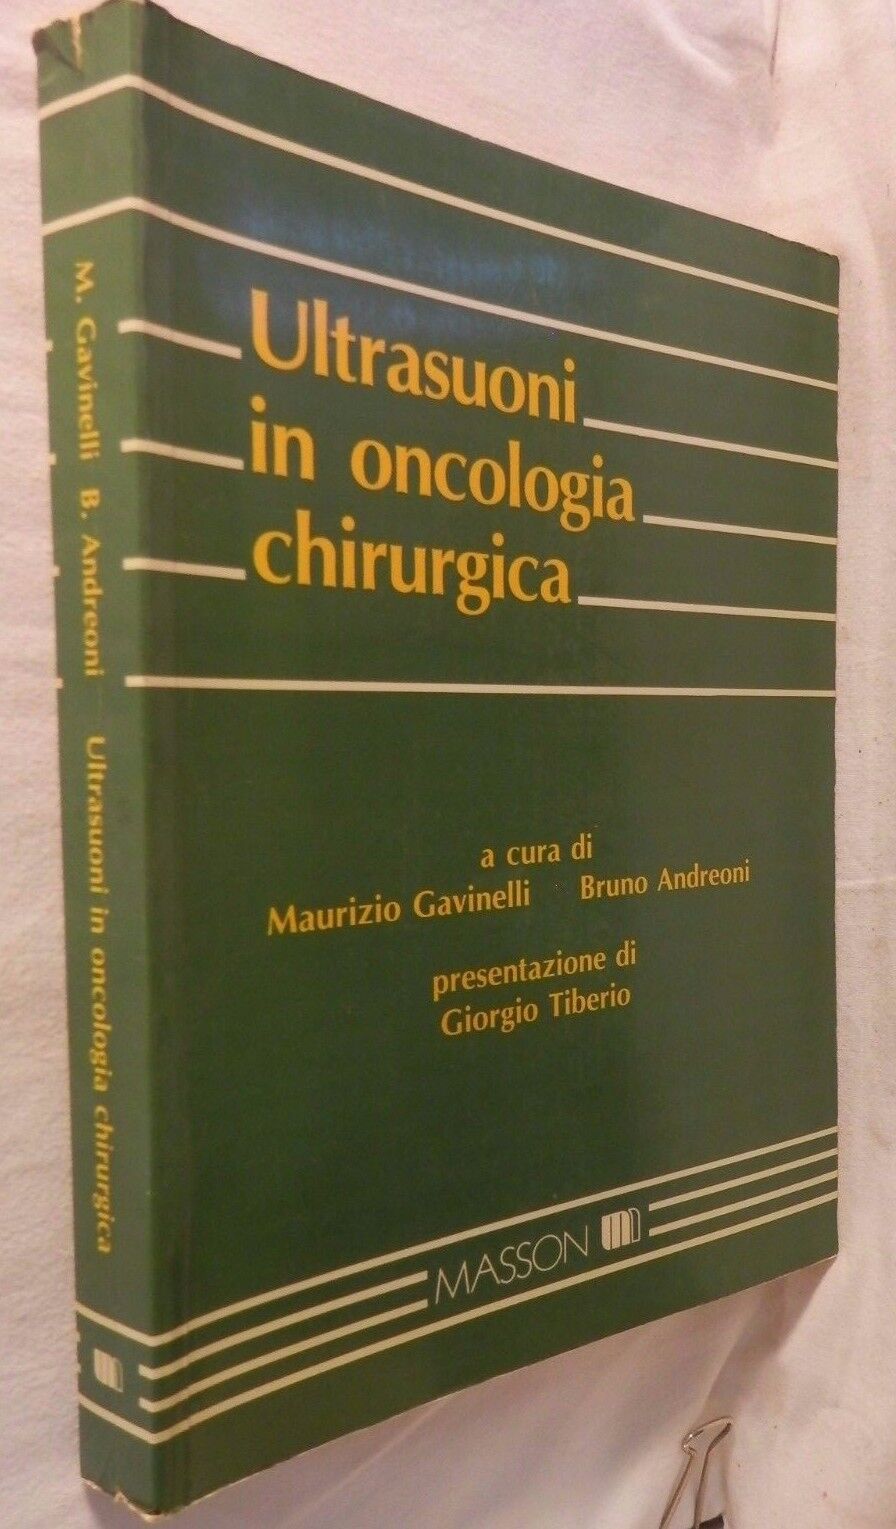 Ultrasuoni
in oncologia
chirurgica
a cura di
Maurizio Gavinelli Bruno Andreoni
presentazione di
Giorgio Tiberio
MASSON
M. Gavinelli B. Andreoni Ultrasuoni in oncologia chirurgica